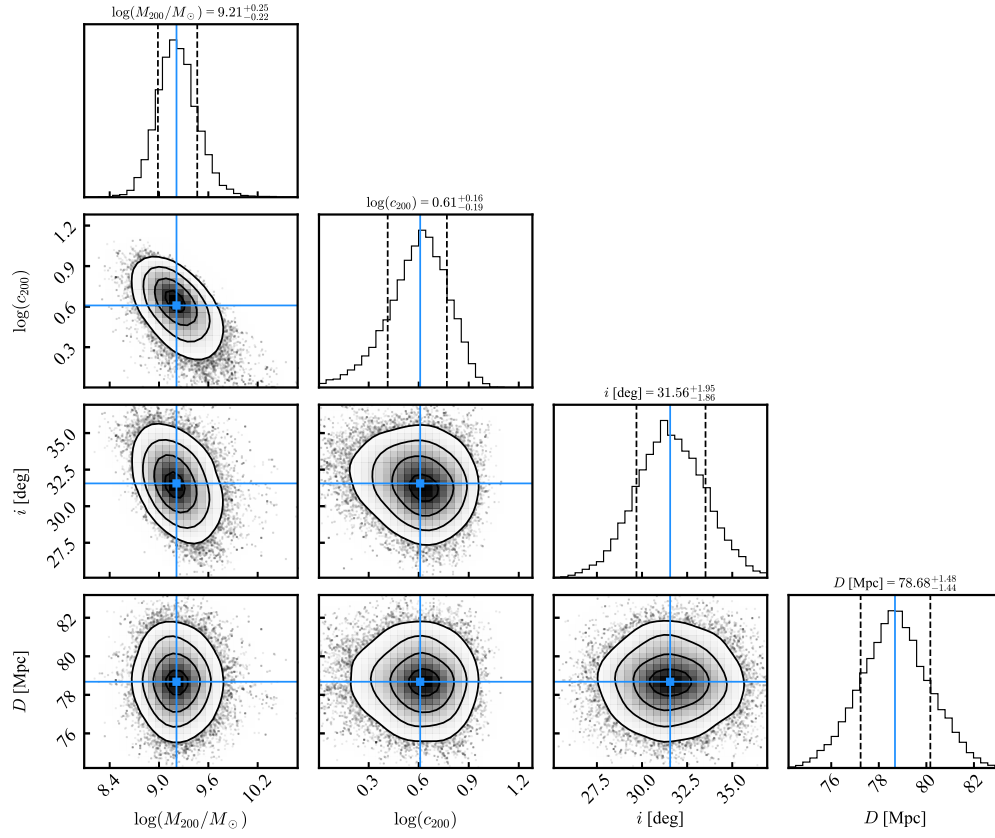 log(M₂₀₀/M⊙) = 9.21^{+0.25}_{−0.22}
1.2
0.9
0.6
0.3
log(c₂₀₀)
log(c₂₀₀) = 0.61^{+0.16}_{−0.19}
35.0
32.5
30.0
27.5
i [deg]
i [deg] = 31.56^{+1.95}_{−1.86}
82
80
78
76
D [Mpc]
D [Mpc] = 78.68^{+1.48}_{−1.44}
8.4 9.0 9.6 10.2
0.3 0.6 0.9 1.2
27.5 30.0 32.5 35.0
76 78 80 82
log(M₂₀₀/M⊙)
log(c₂₀₀)
i [deg]
D [Mpc]